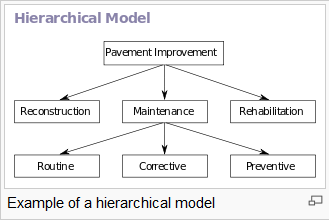 Hierarchical Model
Pavement Improvement
Reconstruction Maintenance Rehabilitation
Routine Corrective Preventive
Example of a hierarchical model